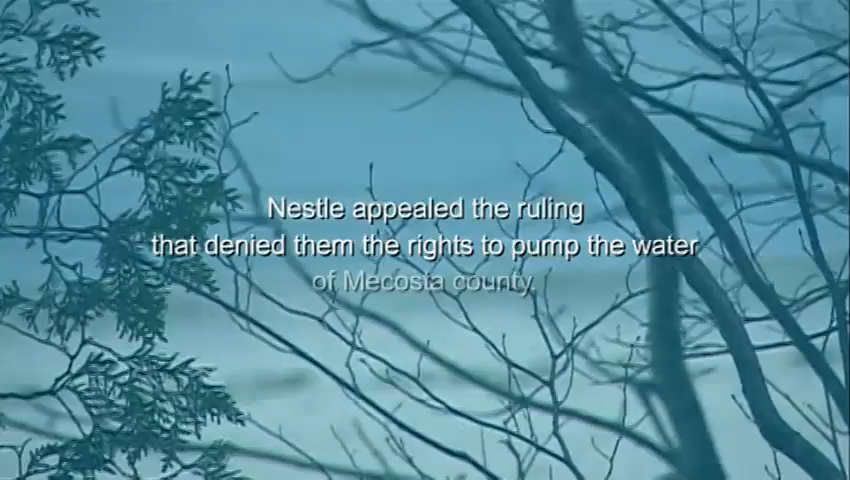 Nestle appealed the ruling
that denied them the rights to pump the water
of Mecosta county.